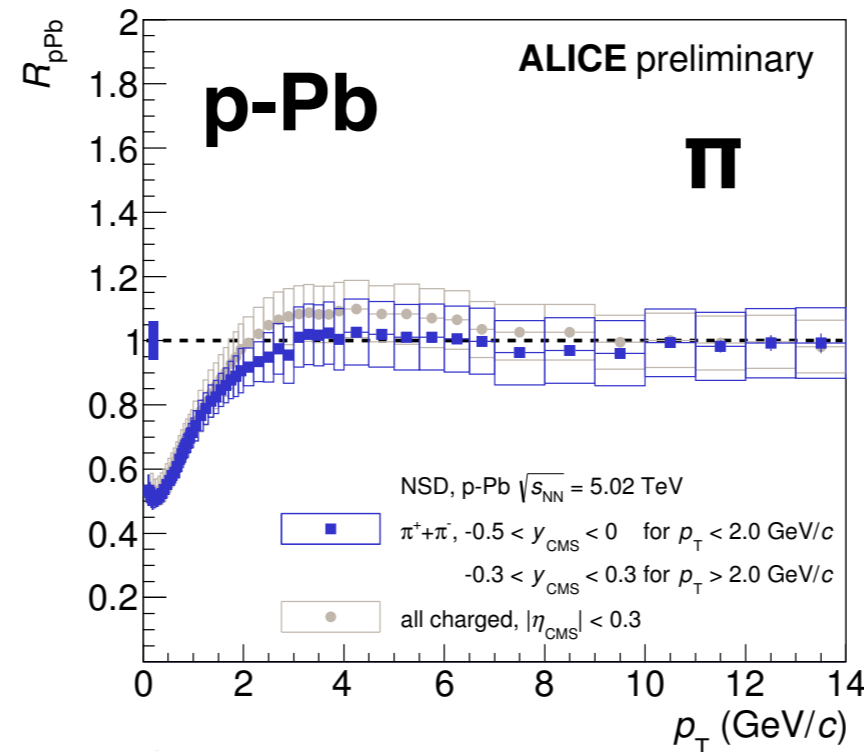 R_pPb
2
1.8
1.6
1.4
1.2
1
0.8
0.6
0.4
0.2
ALICE preliminary
p-Pb
π
NSD, p-Pb √s_NN = 5.02 TeV
π⁺+π⁻, -0.5 < y_CMS < 0 for p_T < 2.0 GeV/c
-0.3 < y_CMS < 0.3 for p_T > 2.0 GeV/c
all charged, |η_CMS| < 0.3
0 2 4 6 8 10 12 14
p_T (GeV/c)